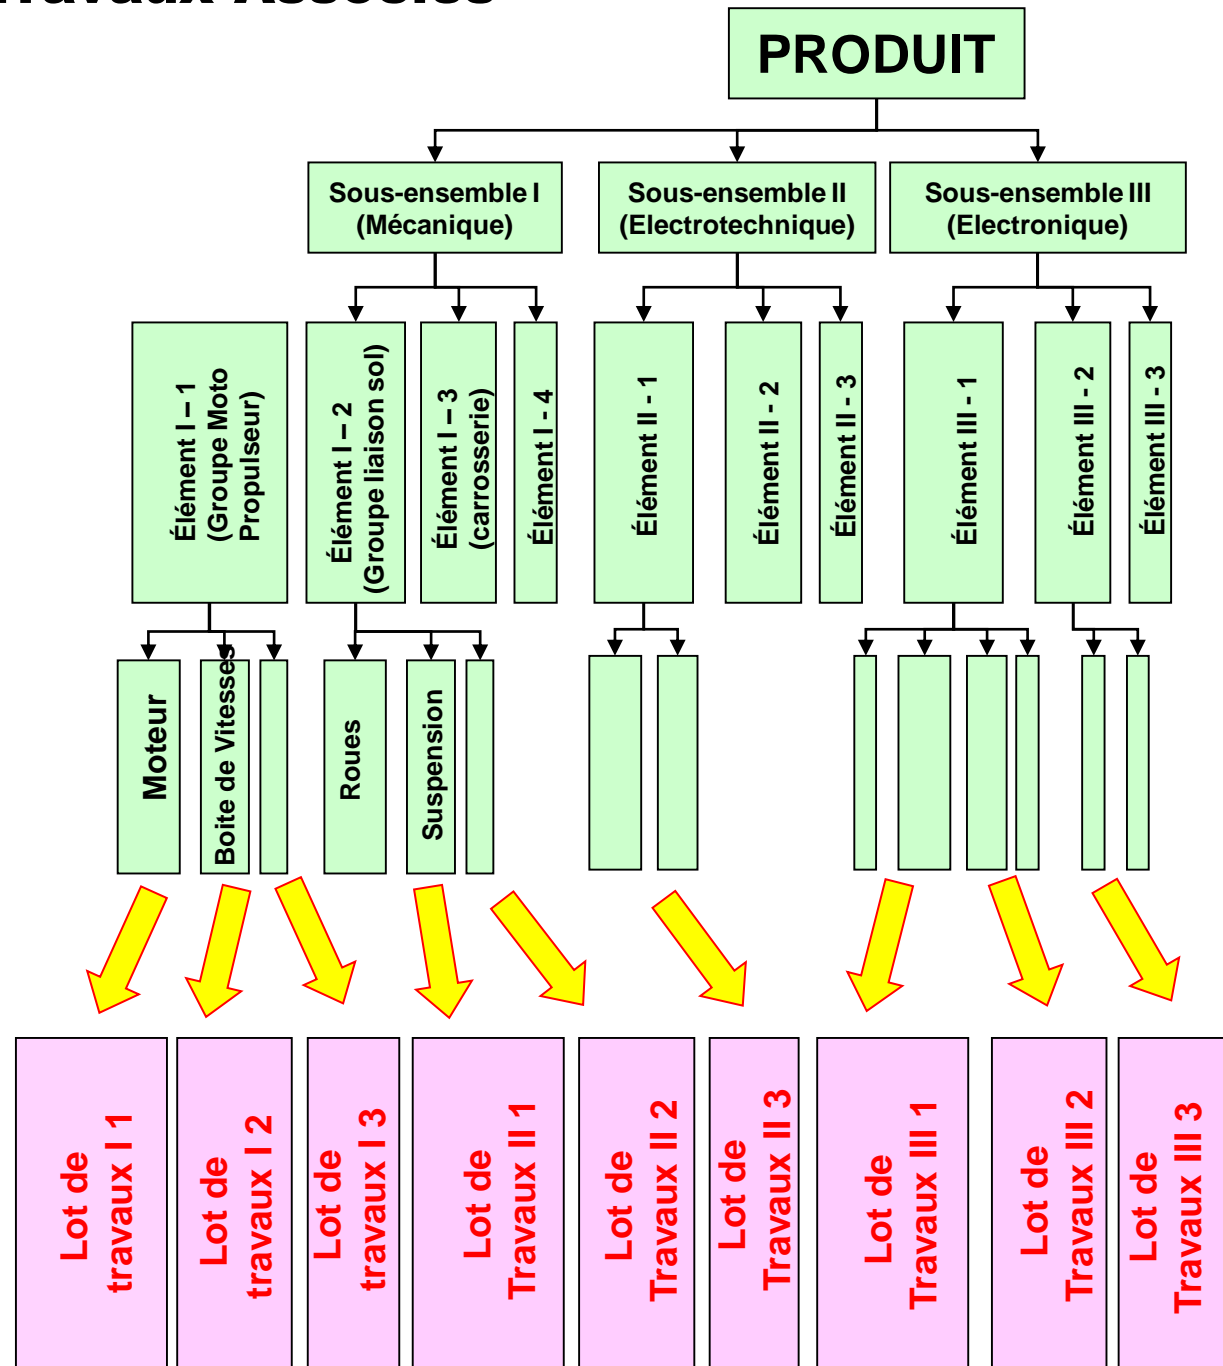 Travaux Associés
PRODUIT
Sous-ensemble I
(Mécanique)
Sous-ensemble II
(Electrotechnique)
Sous-ensemble III
(Electronique)
Élément I – 1
(Groupe Moto
Propulseur)
Élément I – 2
(Groupe liaison sol)
Élément I – 3
(carrosserie)
Élément I - 4
Élément II - 1
Élément II - 2
Élément II - 3
Élément III - 1
Élément III - 2
Élément III - 3
Moteur
Boite de Vitesses
Roues
Suspension
Lot de
travaux I 1
Lot de
travaux I 2
Lot de
travaux I 3
Lot de
Travaux II 1
Lot de
Travaux II 2
Lot de
Travaux II 3
Lot de
Travaux III 1
Lot de
Travaux III 2
Lot de
Travaux III 3